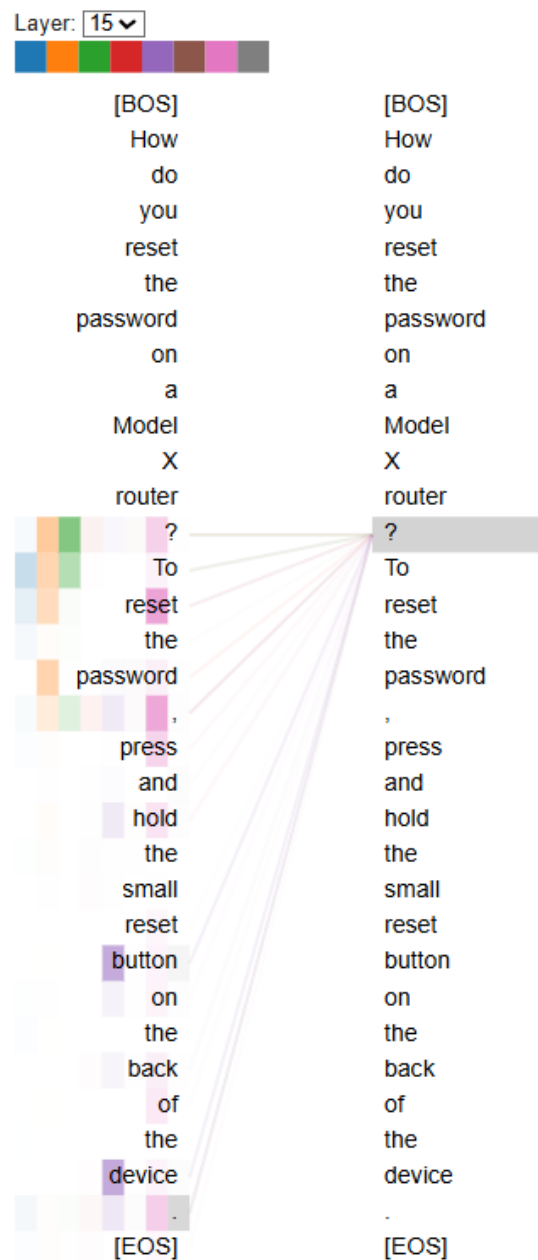 Layer: 15
[BOS] [BOS]
How How
do do
you you
reset reset
the the
password password
on on
a a
Model Model
X X
router router
? ?
To To
reset reset
the the
password password
, ,
press press
and and
hold hold
the the
small small
reset reset
button button
on on
the the
back back
of of
the the
device device
. .
[EOS] [EOS]